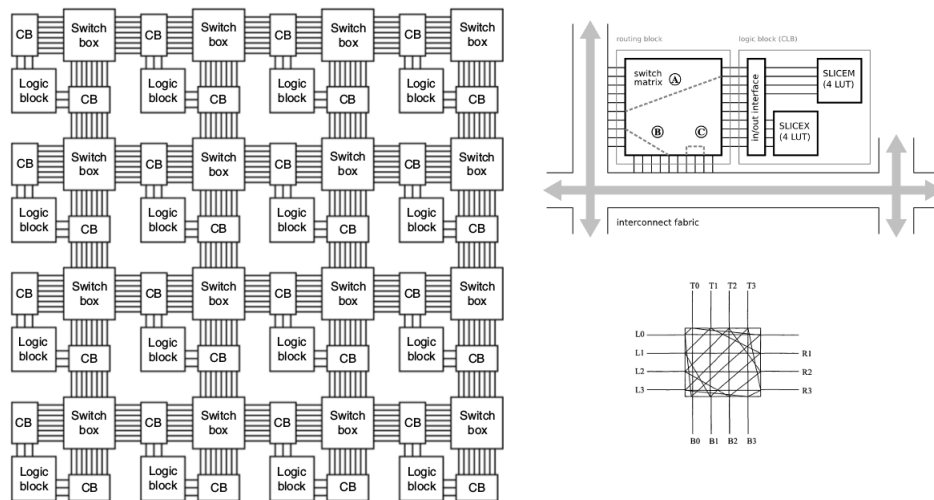 CB
Switch
box
CB
Switch
box
CB
Switch
box
CB
Switch
box
Logic
block
CB
Logic
block
CB
Logic
block
CB
Logic
block
CB
CB
Switch
box
CB
Switch
box
CB
Switch
box
CB
Switch
box
Logic
block
CB
Logic
block
CB
Logic
block
CB
Logic
block
CB
CB
Switch
box
CB
Switch
box
CB
Switch
box
CB
Switch
box
Logic
block
CB
Logic
block
CB
Logic
block
CB
Logic
block
CB
CB
Switch
box
CB
Switch
box
CB
Switch
box
CB
Switch
box
Logic
block
CB
Logic
block
CB
Logic
block
CB
Logic
block
CB
routing block
logic block (CLB)
switch
matrix
A
B
C
in/out interface
SLICEM
(4 LUT)
SLICEX
(4 LUT)
interconnect fabric
T0 T1 T2 T3
L0
L1 R1
L2 R2
L3 R3
B0 B1 B2 B3